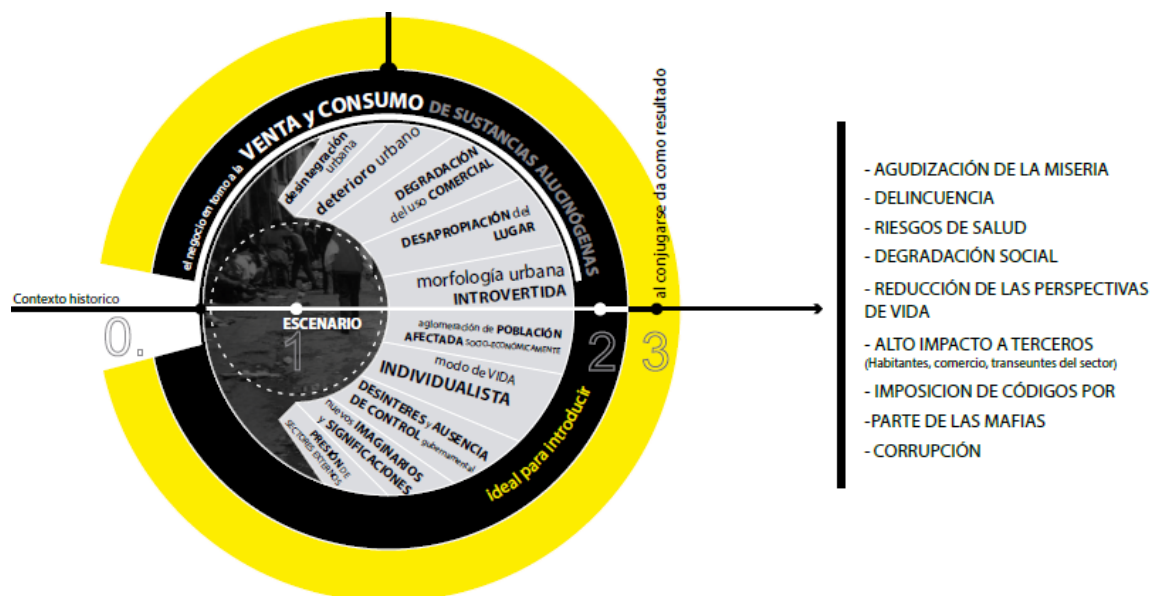 Contexto historico
0.
1
ESCENARIO
2
3
el negocio en torno a la VENTA y CONSUMO DE SUSTANCIAS ALUCINÓGENAS
desintegración
urbana
deterioro urbano
DEGRADACIÓN
del uso COMERCIAL
DESAPROPIACIÓN del
LUGAR
morfología urbana
INTROVERTIDA
aglomeración de POBLACIÓN
AFECTADA SOCIO-ECONÓMICAMENTE
modo de VIDA
INDIVIDUALISTA
DESINTERES y AUSENCIA
DE CONTROL gubernamental
nuevos IMAGINARIOS
y SIGNIFICACIONES
PRESIÓN DE
SECTORES EXTERNOS
ideal para introducir
al conjugarse da como resultado
- AGUDIZACIÓN DE LA MISERIA
- DELINCUENCIA
- RIESGOS DE SALUD
- DEGRADACIÓN SOCIAL
- REDUCCIÓN DE LAS PERSPECTIVAS
DE VIDA
- ALTO IMPACTO A TERCEROS
(Habitantes, comercio, transeuntes del sector)
- IMPOSICION DE CÓDIGOS POR
-PARTE DE LAS MAFIAS
- CORRUPCIÓN